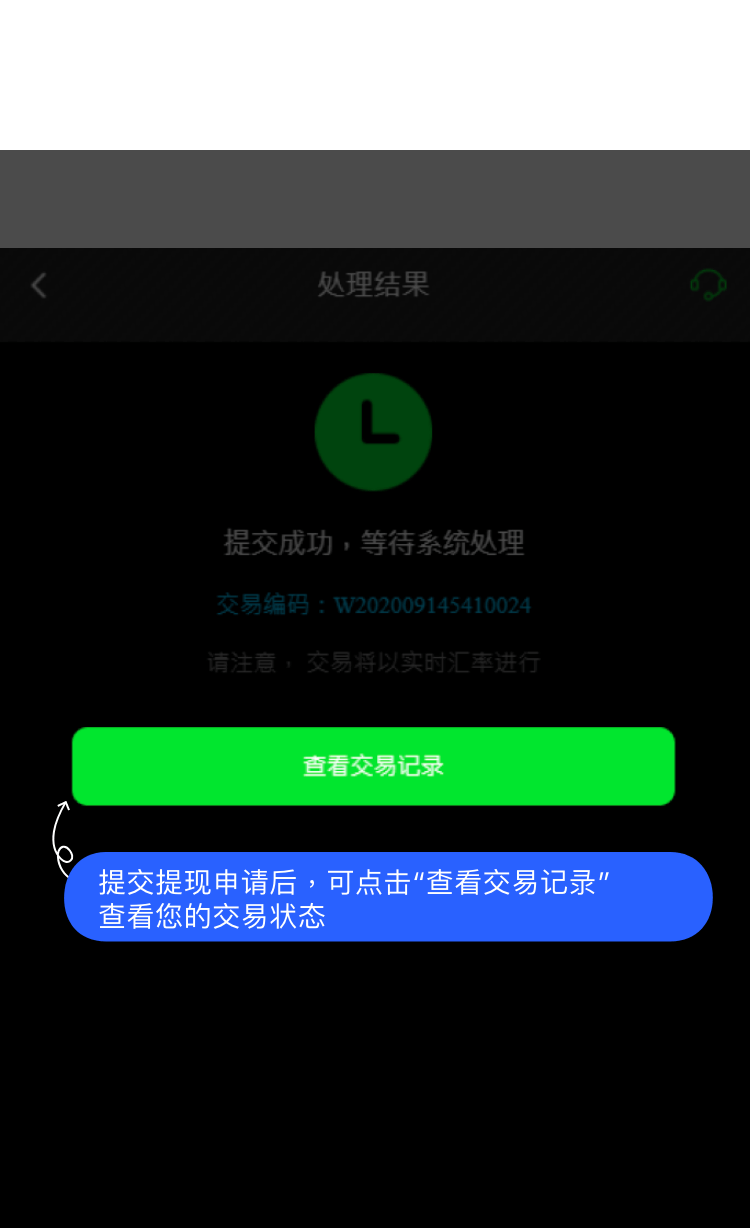 处理结果
提交成功，等待系统处理
交易编码：W202009145410024
请注意， 交易将以实时汇率进行
查看交易记录
提交提现申请后，可点击“查看交易记录”
查看您的交易状态